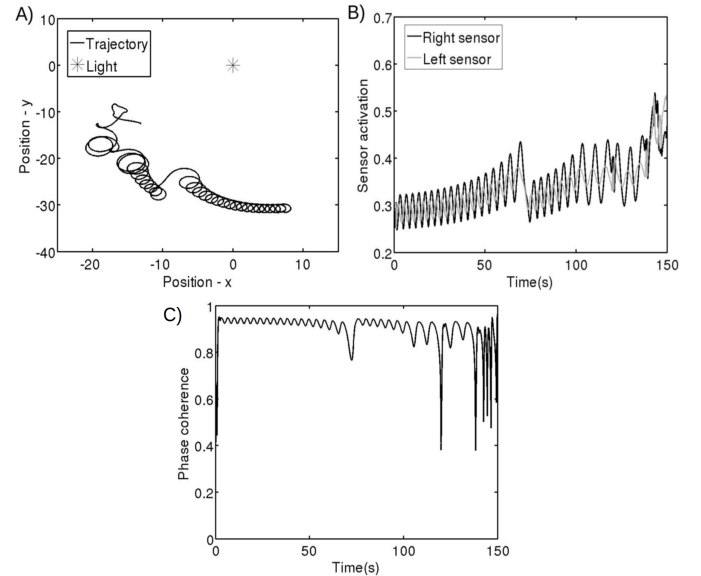 A)
10
0
-10
-20
-30
-40
-20
-10
0
10
Position - y
Position - x
Trajectory
Light
B)
0.7
0.6
0.5
0.4
0.3
0.2
0
50
100
150
Sensor activation
Time(s)
Right sensor
Left sensor
C)
1
0.8
0.6
0.4
0.2
0
0
50
100
150
Phase coherence
Time(s)